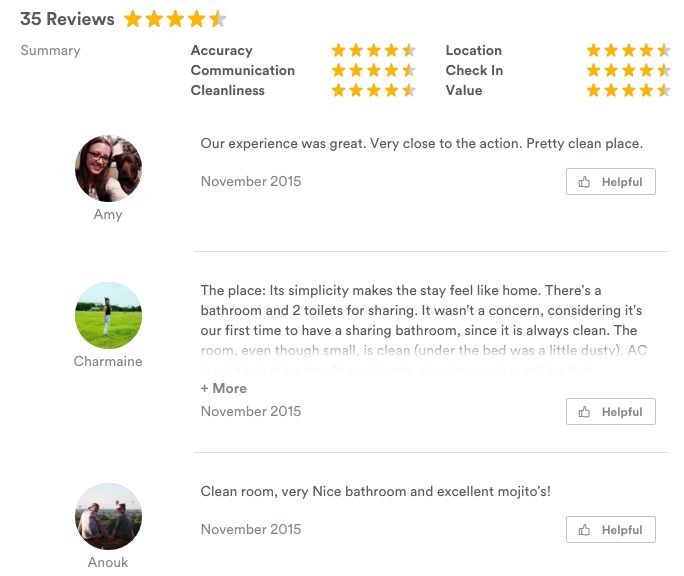 35 Reviews
Summary
Accuracy
Location
Communication
Check In
Cleanliness
Value
Our experience was great. Very close to the action. Pretty clean place.
November 2015
Helpful
Amy
The place: Its simplicity makes the stay feel like home. There's a
bathroom and 2 toilets for sharing. It wasn't a concern, considering it's
our first time to have a sharing bathroom, since it is always clean. The
room, even though small, is clean (under the bed was a little dusty). AC
is cold but dripping. At weekends, sleeping early won't be that
+ More
Charmaine
November 2015
Helpful
Clean room, very Nice bathroom and excellent mojito's!
November 2015
Helpful
Anouk